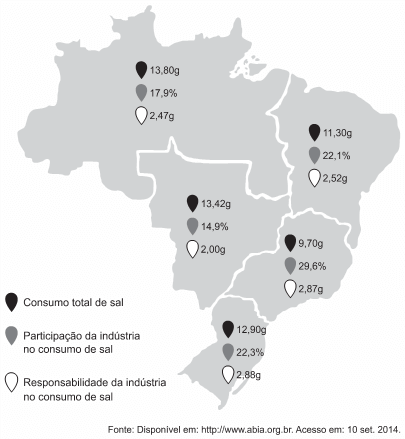 13,80g
17,9%
2,47g
11,30g
22,1%
2,52g
13,42g
14,9%
2,00g
9,70g
29,6%
2,87g
12,90g
22,3%
2,88g
Consumo total de sal
Participação da indústria
no consumo de sal
Responsabilidade da indústria
no consumo de sal
Fonte: Disponível em: http://www.abia.org.br. Acesso em: 10 set. 2014.